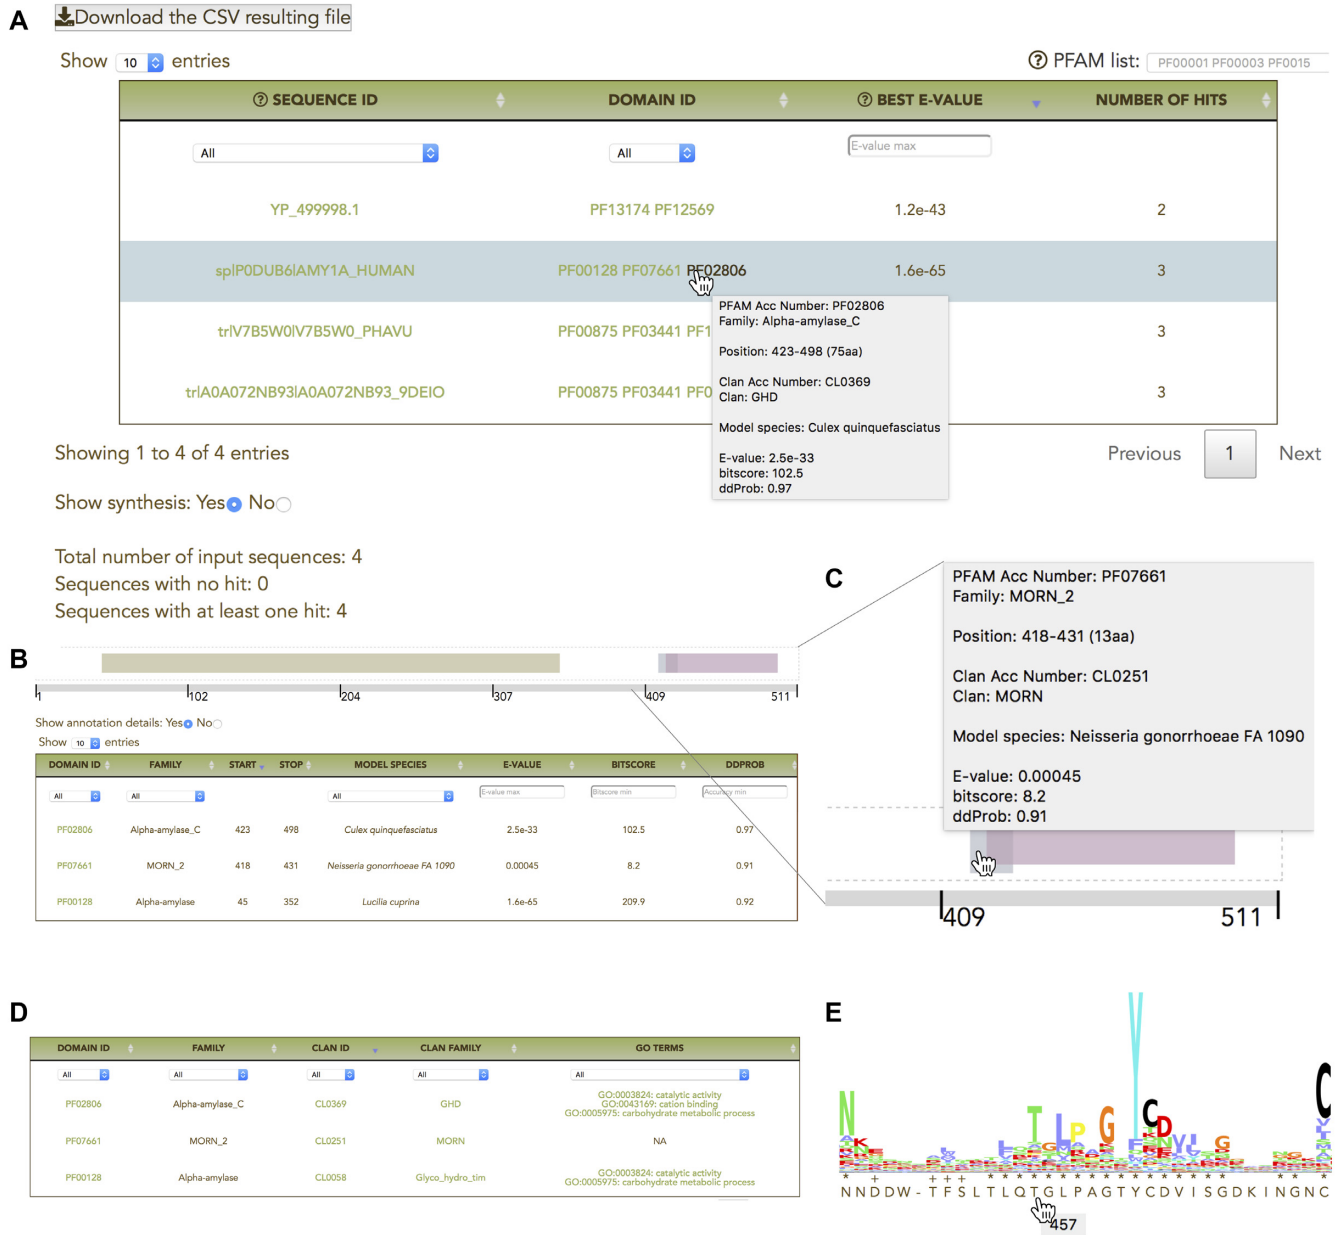 A
Download the CSV resulting file
Show 10 entries
PFAM list: PF00001 PF00003 PF0015
SEQUENCE ID DOMAIN ID BEST E-VALUE NUMBER OF HITS
All All E-value max
YP_499998.1 PF13174 PF12569 1.2e-43 2
sp|P0DUB6|AMY1A_HUMAN PF00128 PF07661 PF02806 1.6e-65 3
tr|V7B5W0|V7B5W0_PHAVU PF00875 PF03441 PF1 3
tr|A0A072NB93|A0A072NB93_9DEIO PF00875 PF03441 PF0 3
PFAM Acc Number: PF02806
Family: Alpha-amylase_C
Position: 423-498 (75aa)
Clan Acc Number: CL0369
Clan: GHD
Model species: Culex quinquefasciatus
E-value: 2.5e-33
bitscore: 102.5
ddProb: 0.97
Showing 1 to 4 of 4 entries
Previous 1 Next
Show synthesis: Yes No
Total number of input sequences: 4
Sequences with no hit: 0
Sequences with at least one hit: 4
B
1 102 204 307 409 511
Show annotation details: Yes No
Show 10 entries
DOMAIN ID FAMILY START STOP MODEL SPECIES E-VALUE BITSCORE DDPROB
All All All E-value max Bitscore min Accuracy min
PF02806 Alpha-amylase_C 423 498 Culex quinquefasciatus 2.5e-33 102.5 0.97
PF07661 MORN_2 418 431 Neisseria gonorrhoeae FA 1090 0.00045 8.2 0.91
PF00128 Alpha-amylase 45 352 Lucilia cuprina 1.6e-65 209.9 0.92
C
PFAM Acc Number: PF07661
Family: MORN_2
Position: 418-431 (13aa)
Clan Acc Number: CL0251
Clan: MORN
Model species: Neisseria gonorrhoeae FA 1090
E-value: 0.00045
bitscore: 8.2
ddProb: 0.91
409 511
D
DOMAIN ID FAMILY CLAN ID CLAN FAMILY GO TERMS
All All All All All
PF02806 Alpha-amylase_C CL0369 GHD GO:0003824: catalytic activity
GO:0043169: cation binding
GO:0005975: carbohydrate metabolic process
PF07661 MORN_2 CL0251 MORN NA
PF00128 Alpha-amylase CL0058 Glyco_hydro_tim GO:0003824: catalytic activity
GO:0005975: carbohydrate metabolic process
E
N T L P G Y C D V I G C
N N D D W - T F S L T L Q T G L P A G T Y C D V I S G D K I N G N C
457